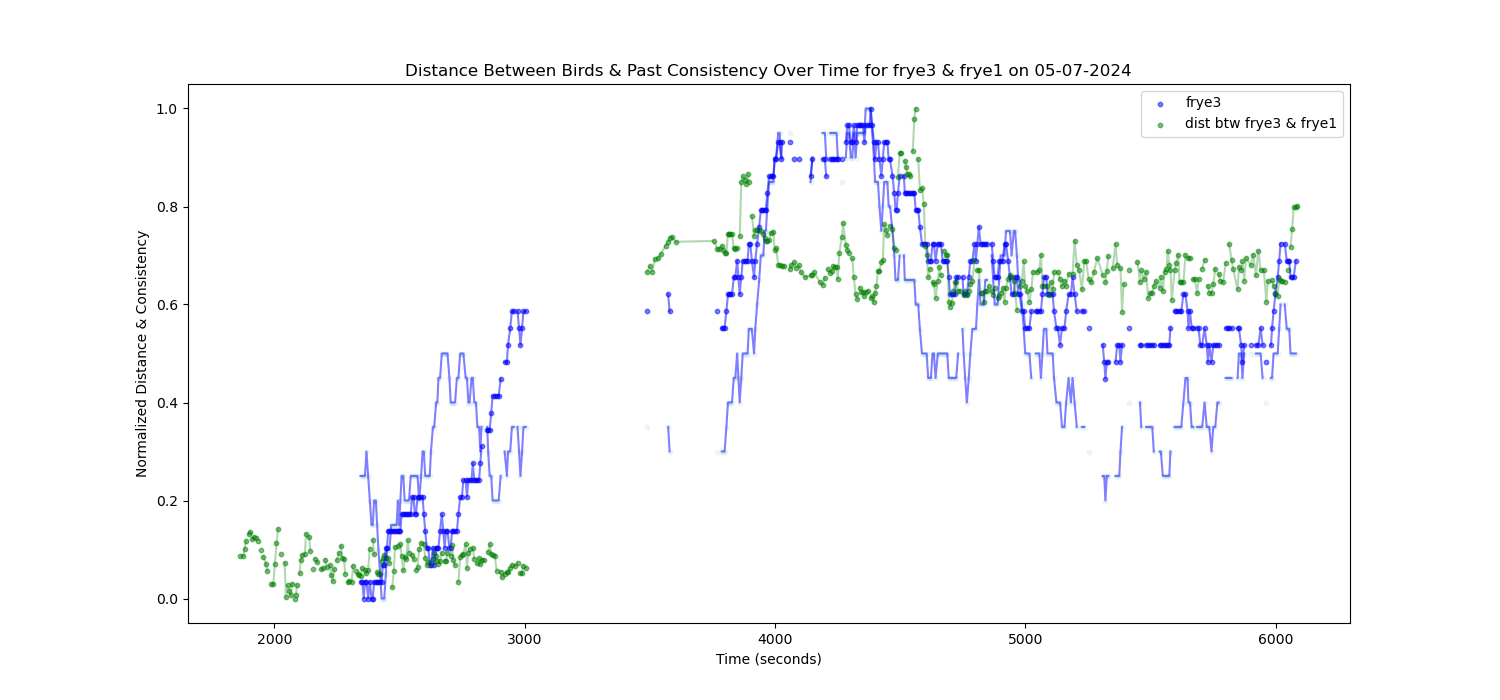 Distance Between Birds & Past Consistency Over Time for frye3 & frye1 on 05-07-2024
frye3
dist btw frye3 & frye1
Normalized Distance & Consistency
1.0
0.8
0.6
0.4
0.2
0.0
2000 3000 4000 5000 6000
Time (seconds)